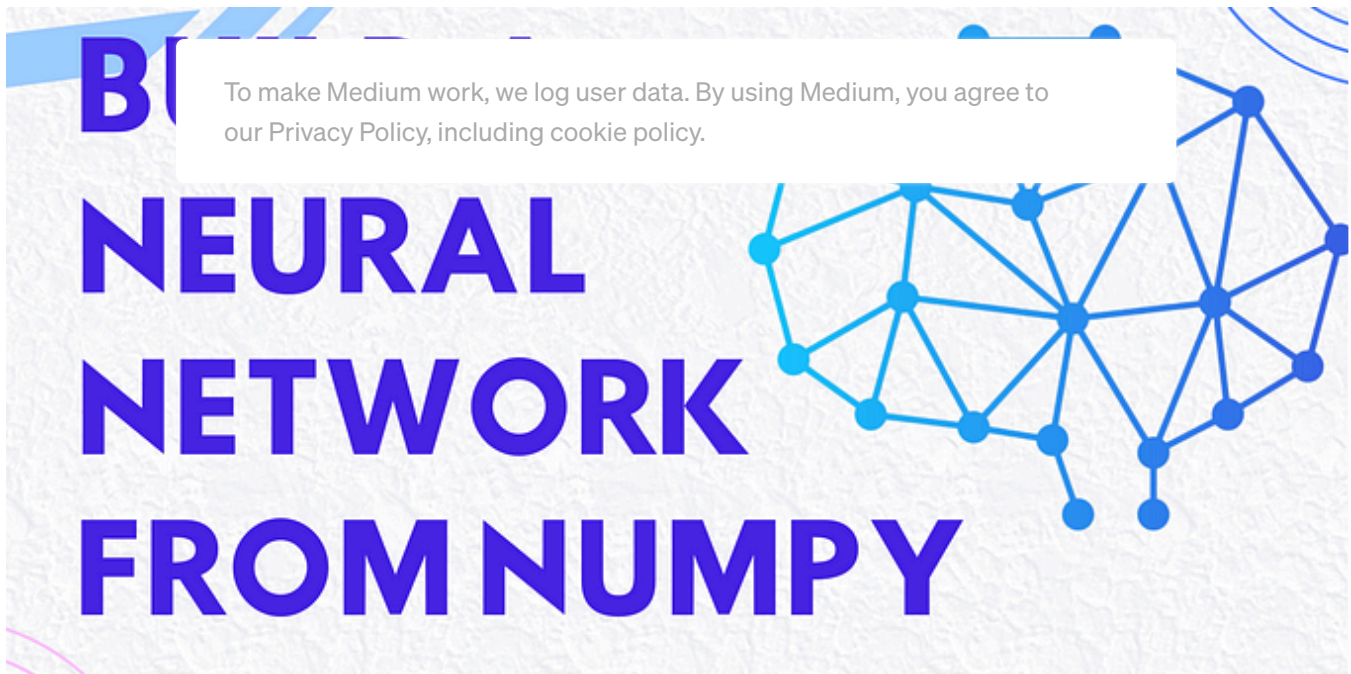 To make Medium work, we log user data. By using Medium, you agree to
our Privacy Policy, including cookie policy.
NEURAL
NETWORK
FROM NUMPY